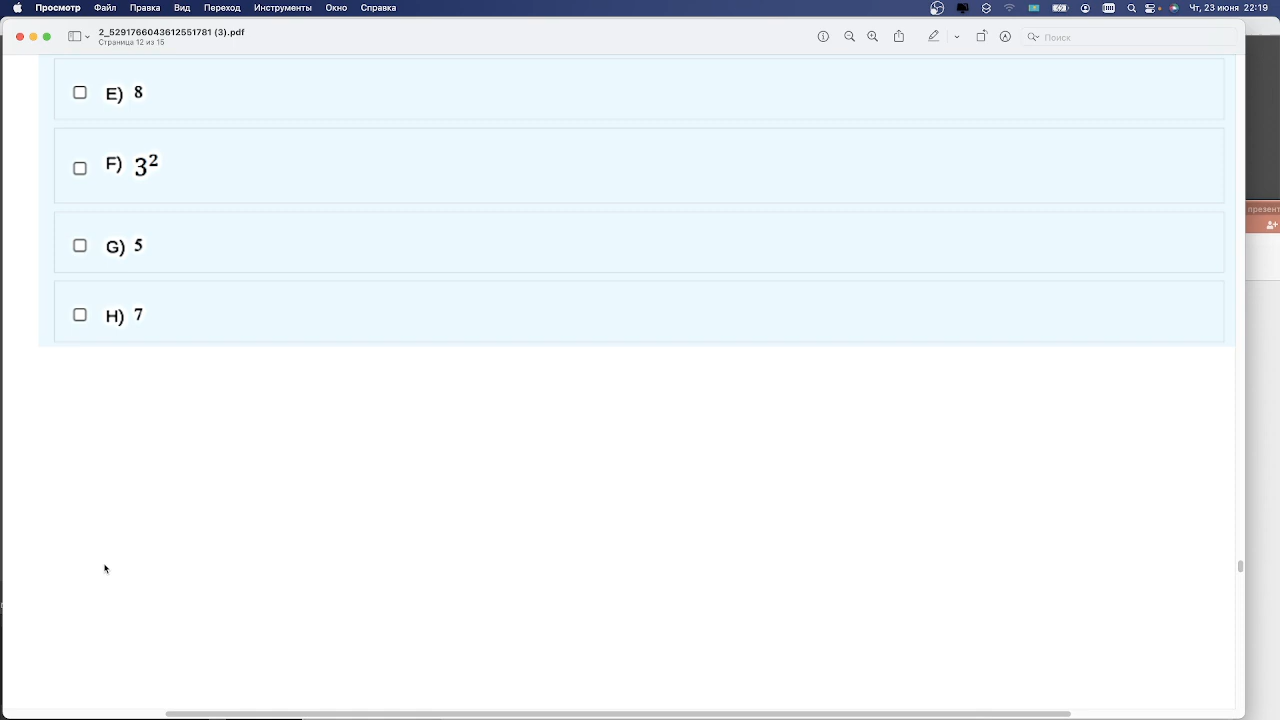 Просмотр Файл Правка Вид Переход Инструменты Окно Справка Чт, 23 июня 22:19
2_5291766043612551781 (3).pdf
Страница 12 из 15
Поиск
E) 8
F) 3²
G) 5
H) 7
презент